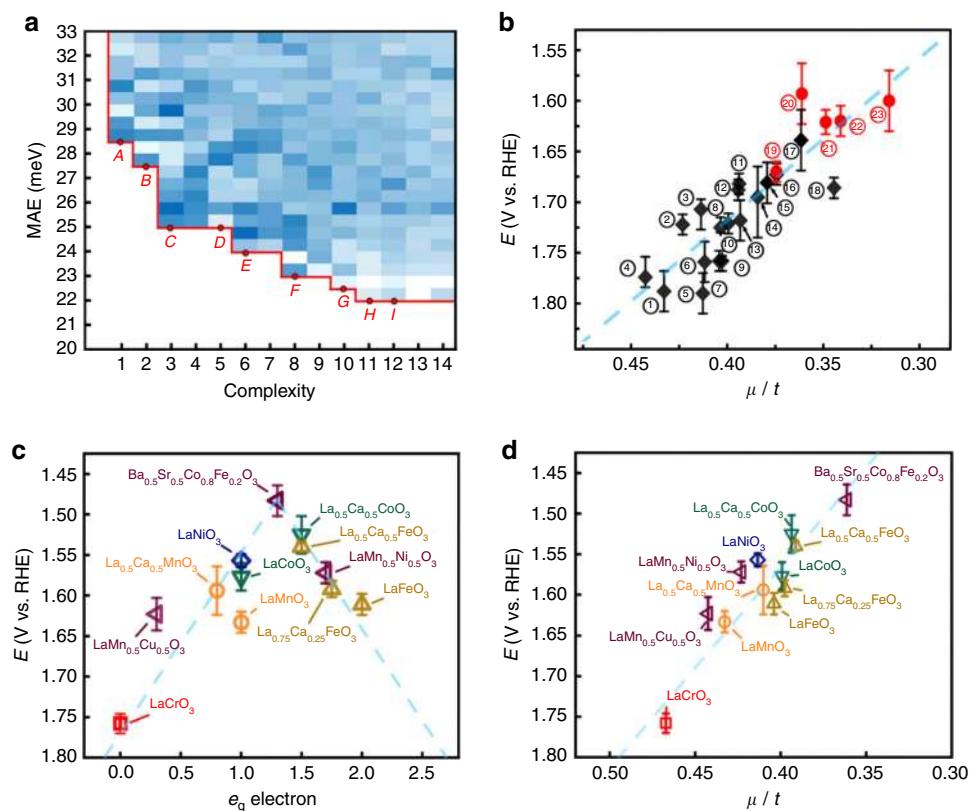 a
33
32
31
30
29
28
27
26
25
24
23
22
21
20
MAE (meV)
A
B
C
D
E
F
G
H
I
1 2 3 4 5 6 7 8 9 10 11 12 13 14
Complexity
b
1.55
1.60
1.65
1.70
1.75
1.80
E (V vs. RHE)
20
23
22
21
19
17
11
12
16
18
3
8
15
2
14
10
13
4
6
9
1
5
7
0.45 0.40 0.35 0.30
μ / t
c
1.45
1.50
1.55
1.60
1.65
1.70
1.75
1.80
E (V vs. RHE)
Ba0.5Sr0.5Co0.8Fe0.2O3
La0.5Ca0.5CoO3
LaNiO3
La0.5Ca0.5FeO3
La0.5Ca0.5MnO3
LaCoO3
LaMn0.5Ni0.5O3
LaMnO3
LaFeO3
LaMn0.5Cu0.5O3
La0.75Ca0.25FeO3
LaCrO3
0.0 0.5 1.0 1.5 2.0 2.5
eg electron
d
1.45
1.50
1.55
1.60
1.65
1.70
1.75
1.80
E (V vs. RHE)
Ba0.5Sr0.5Co0.8Fe0.2O3
La0.5Ca0.5CoO3
LaNiO3
La0.5Ca0.5FeO3
LaMn0.5Ni0.5O3
LaCoO3
La0.5Ca0.5MnO3
La0.75Ca0.25FeO3
LaFeO3
LaMn0.5Cu0.5O3
LaMnO3
LaCrO3
0.50 0.40 0.40 0.30
μ / t